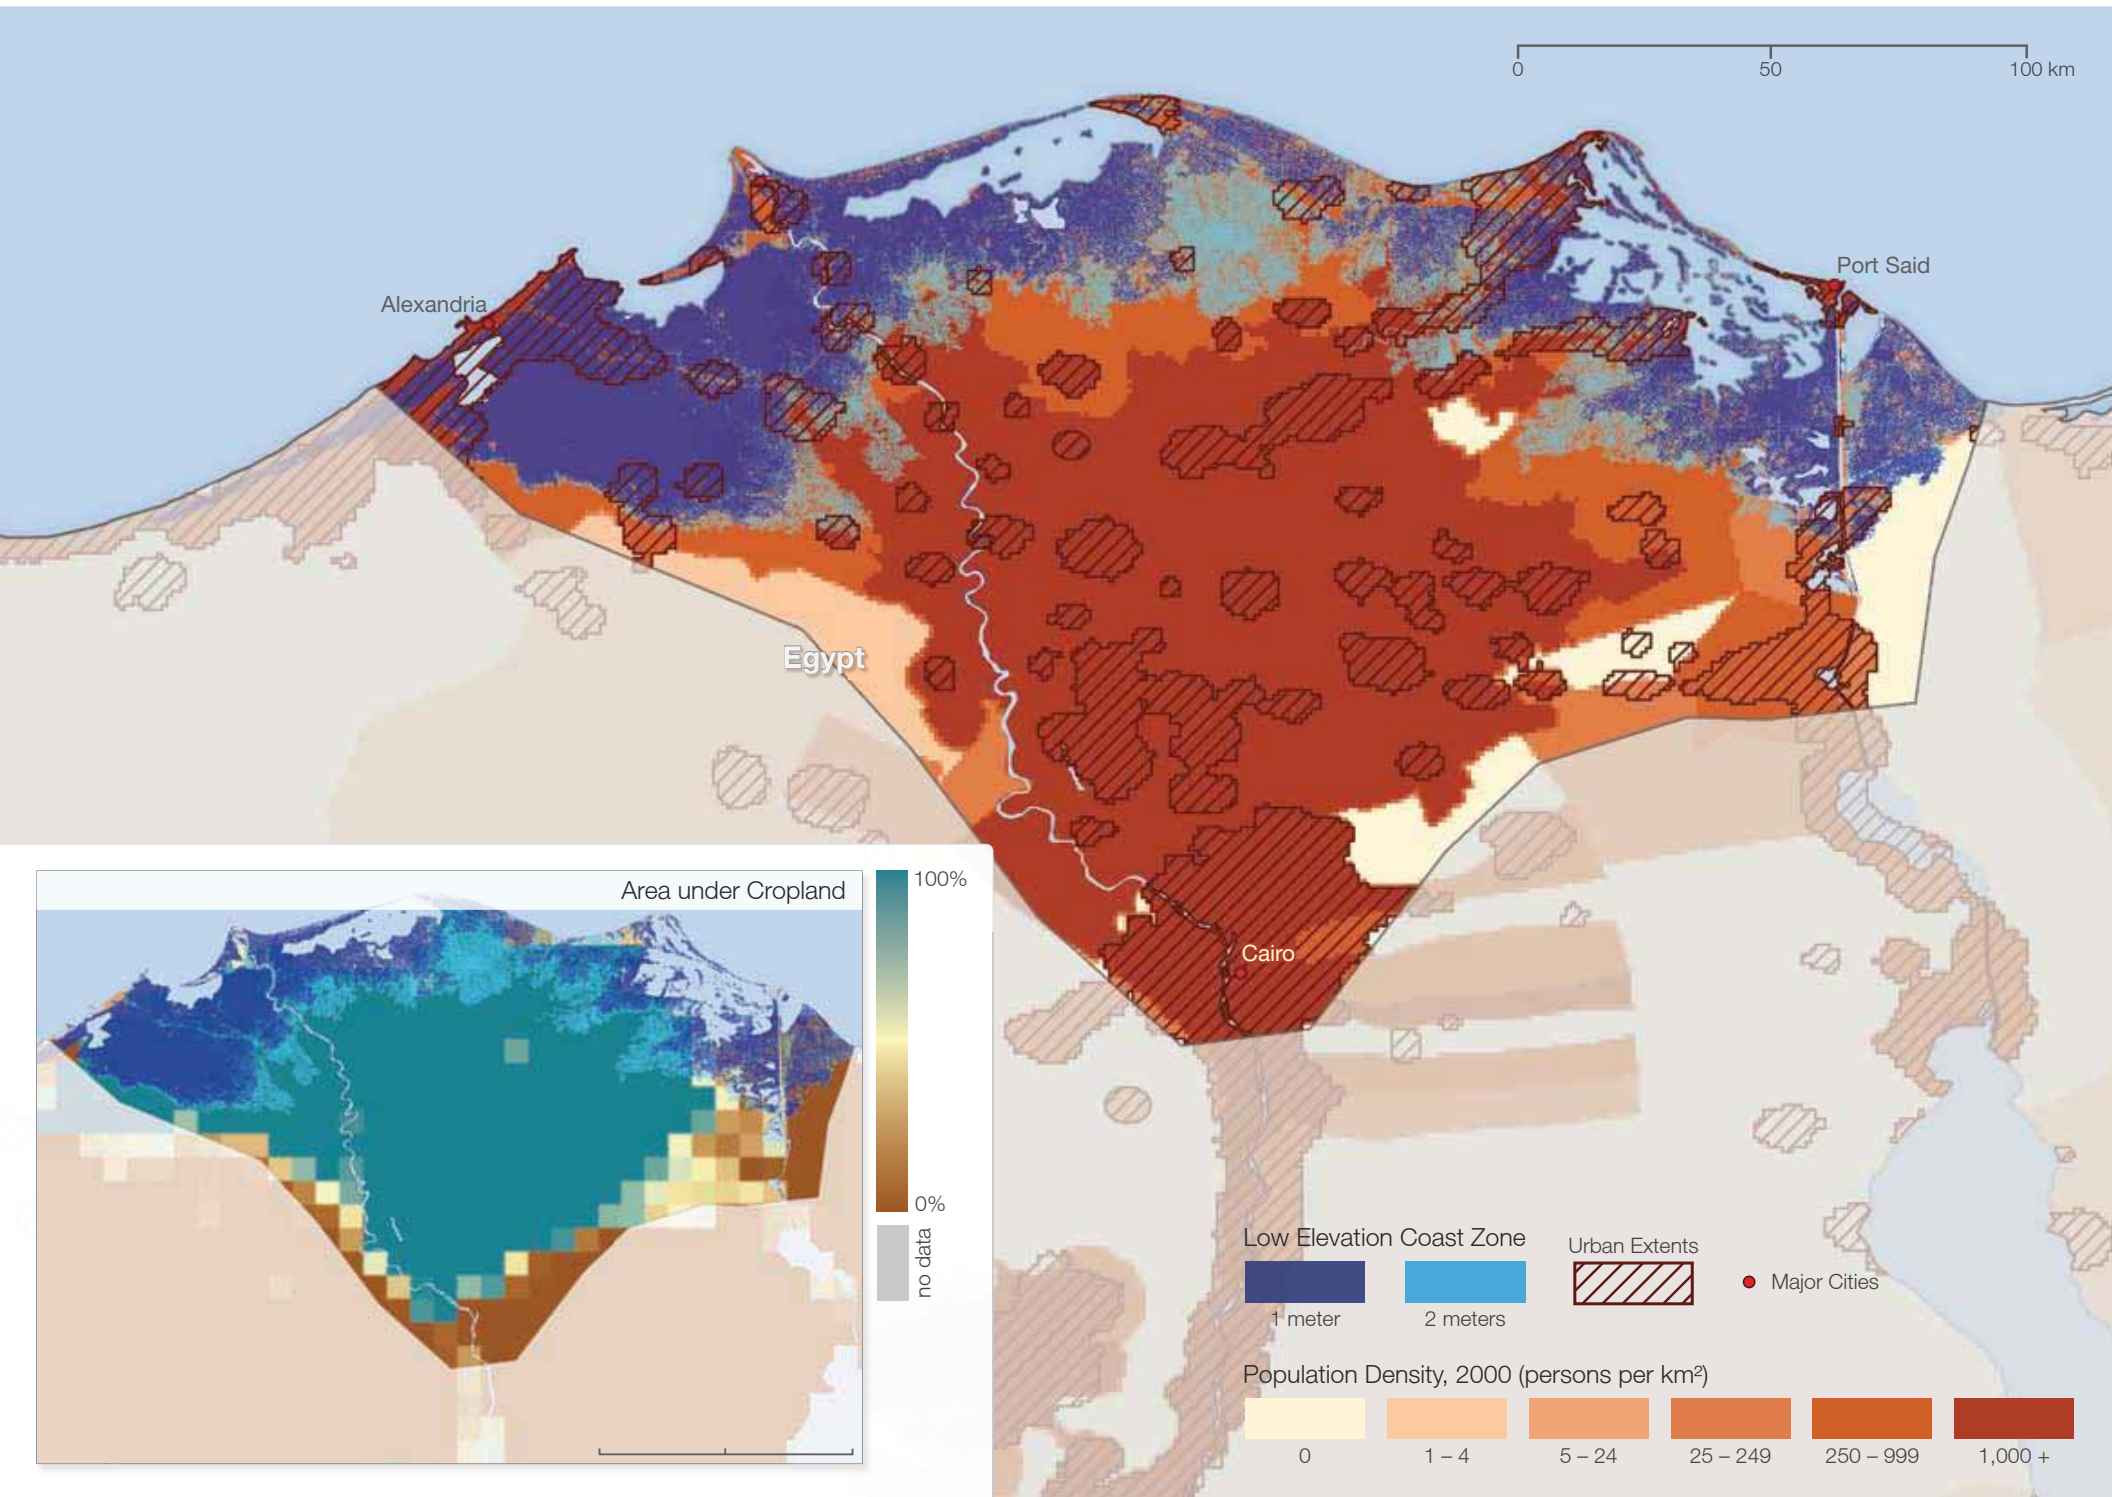 0 50 100 km
Port Said
Alexandria
Egypt
Cairo
Area under Cropland
100%
0%
no data
Low Elevation Coast Zone
1 meter
2 meters
Urban Extents
Major Cities
Population Density, 2000 (persons per km²)
0 1 – 4 5 – 24 25 – 249 250 – 999 1,000 +